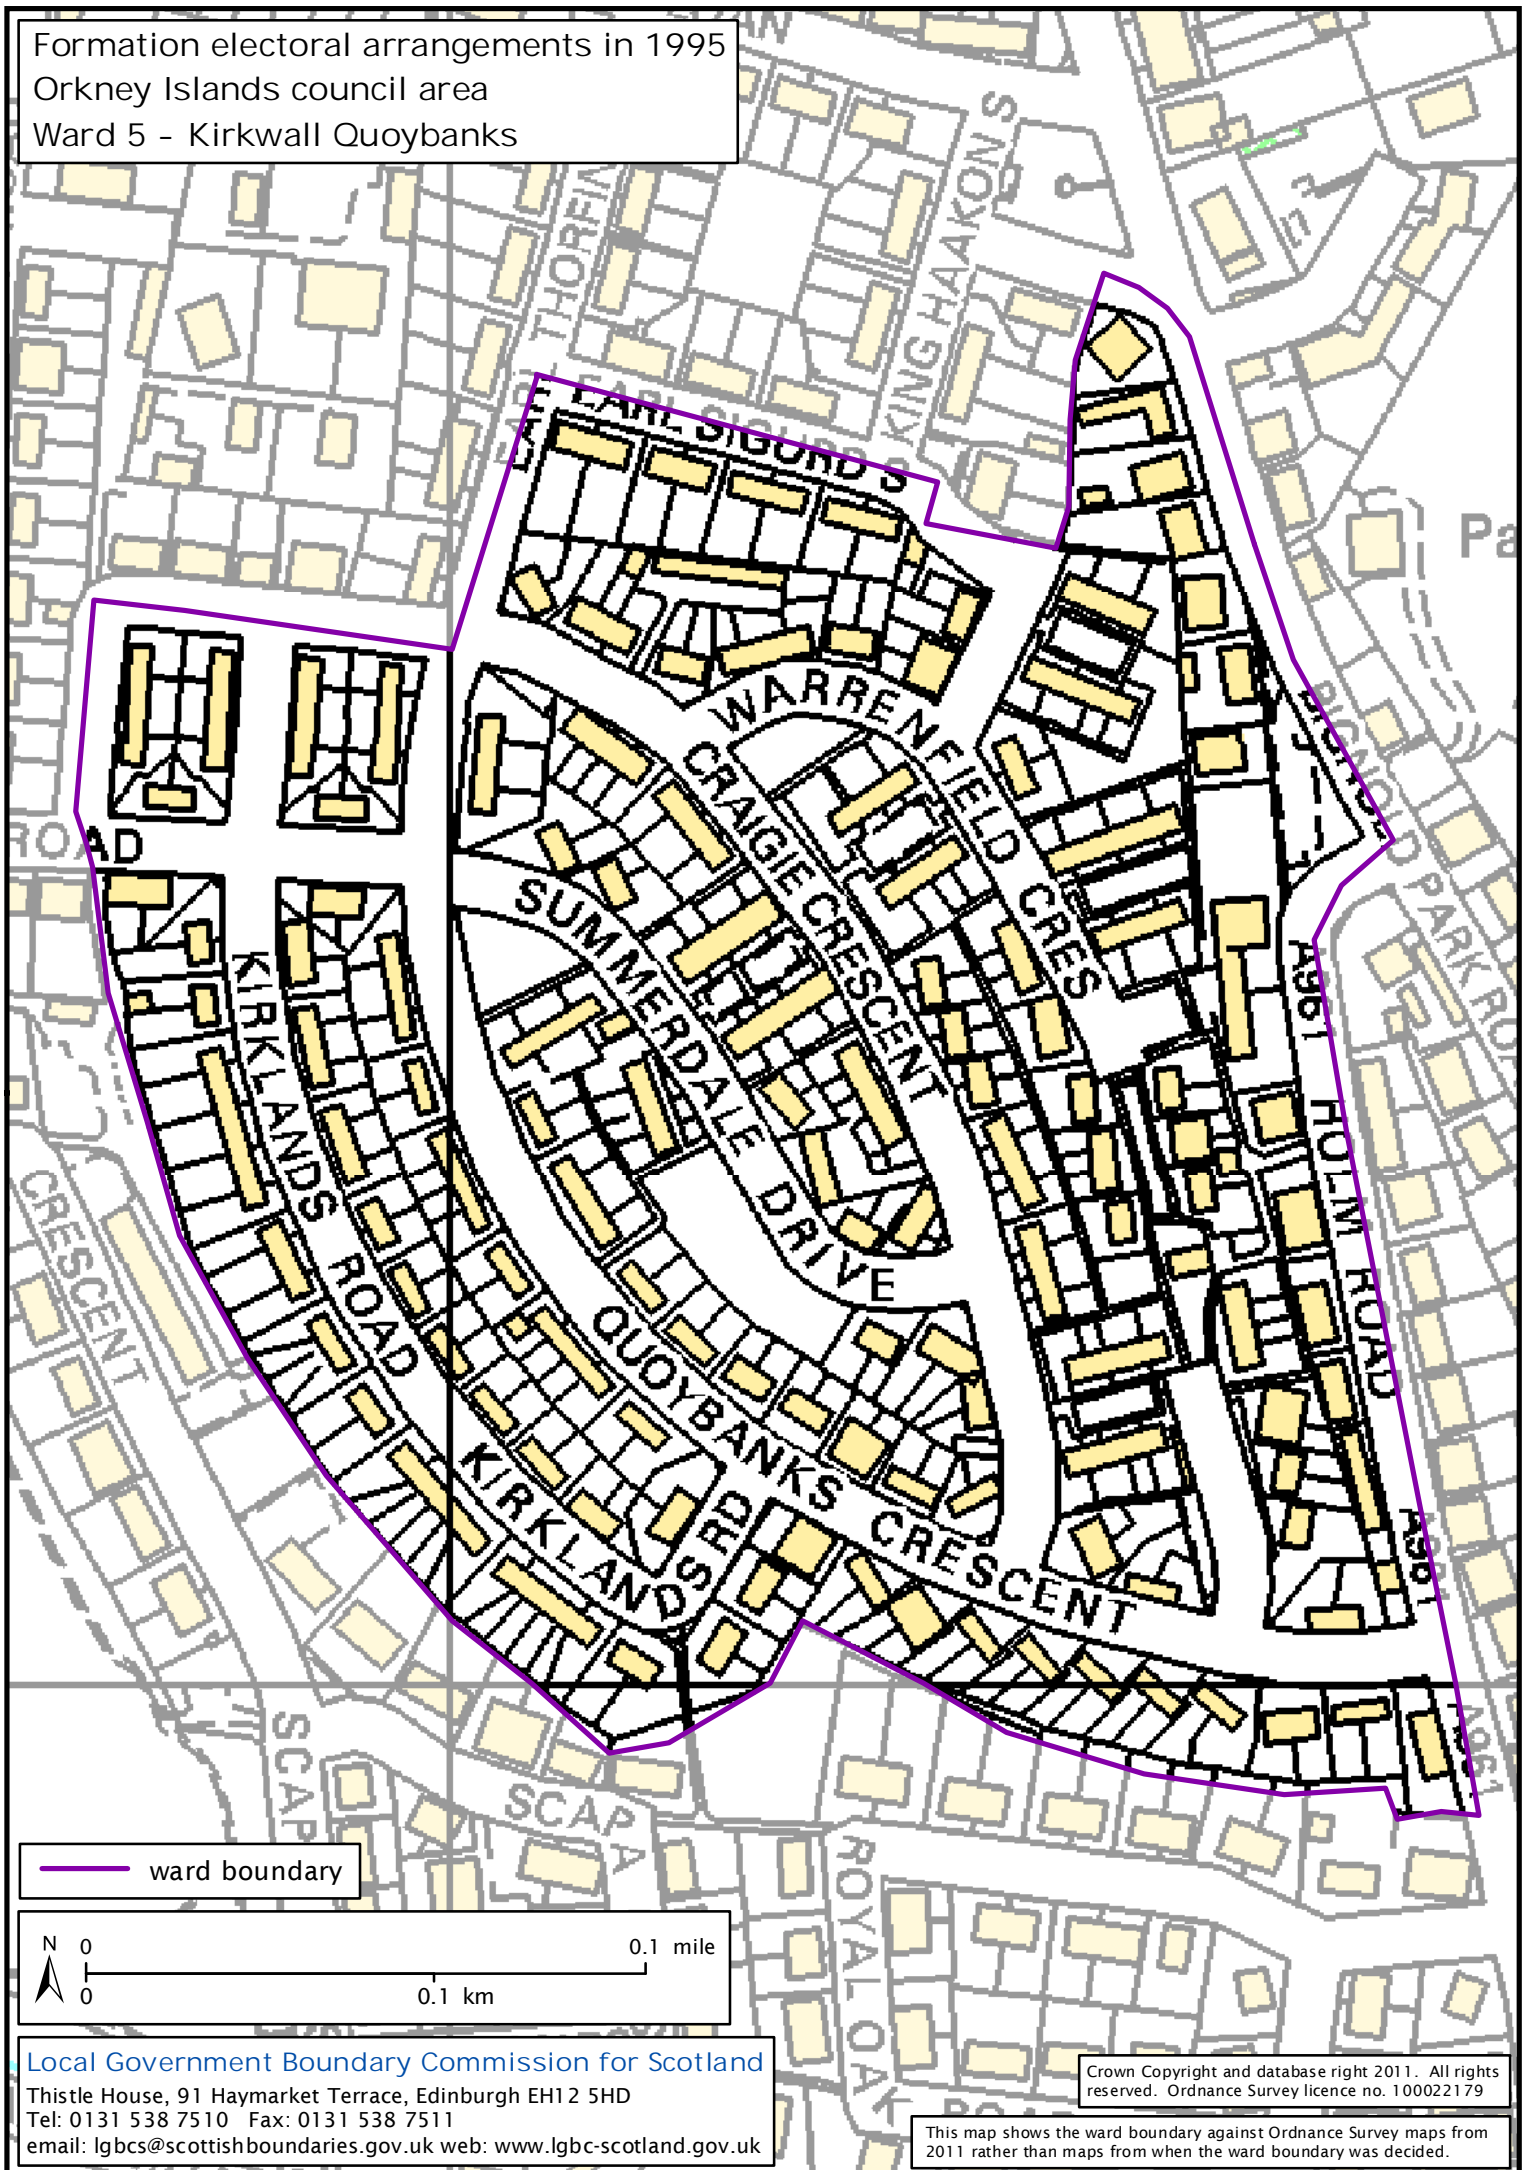 Formation electoral arrangements in 1995
Orkney Islands council area
Ward 5 - Kirkwall Quoybanks
THORFIN
KING HAAKON S
EARL SIGURD S
Pa
WARRENFIELD CRES
CRAIGIE CRESCENT
PICKAQUOY
ROAD
SUMMERDALE DRIVE
PARK ROA
A961
KIRKLANDS ROAD
HOLM ROAD
CRESCENT
QUOYBANKS CRESCENT
KIRKLANDS RD
A961
A961
SCAPA
SCAP
ROYAL OAK
ward boundary
N 0 0.1 mile
0 0.1 km
Local Government Boundary Commission for Scotland
Thistle House, 91 Haymarket Terrace, Edinburgh EH12 5HD
Tel: 0131 538 7510 Fax: 0131 538 7511
email: lgbcs@scottishboundaries.gov.uk web: www.lgbc-scotland.gov.uk
Crown Copyright and database right 2011. All rights
reserved. Ordnance Survey licence no. 100022179
This map shows the ward boundary against Ordnance Survey maps from
2011 rather than maps from when the ward boundary was decided.